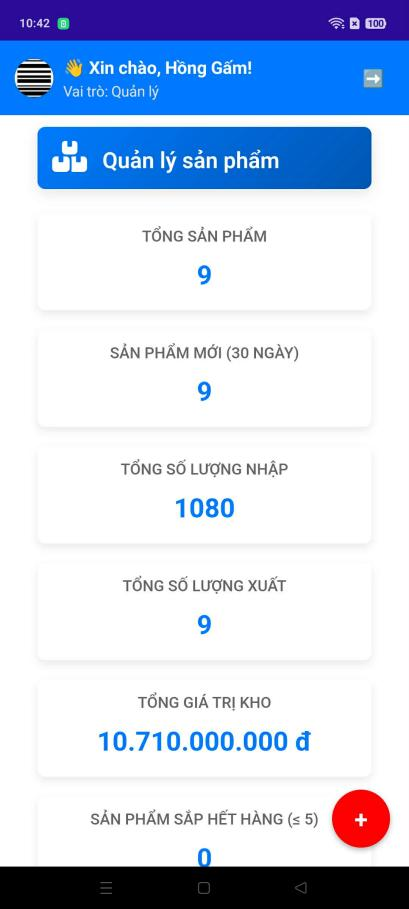 10:42
100
👋 Xin chào, Hồng Gấm!
Vai trò: Quản lý
Quản lý sản phẩm
TỔNG SẢN PHẨM
9
SẢN PHẨM MỚI (30 NGÀY)
9
TỔNG SỐ LƯỢNG NHẬP
1080
TỔNG SỐ LƯỢNG XUẤT
9
TỔNG GIÁ TRỊ KHO
10.710.000.000 đ
SẢN PHẨM SẮP HẾT HÀNG (≤ 5)
+
0